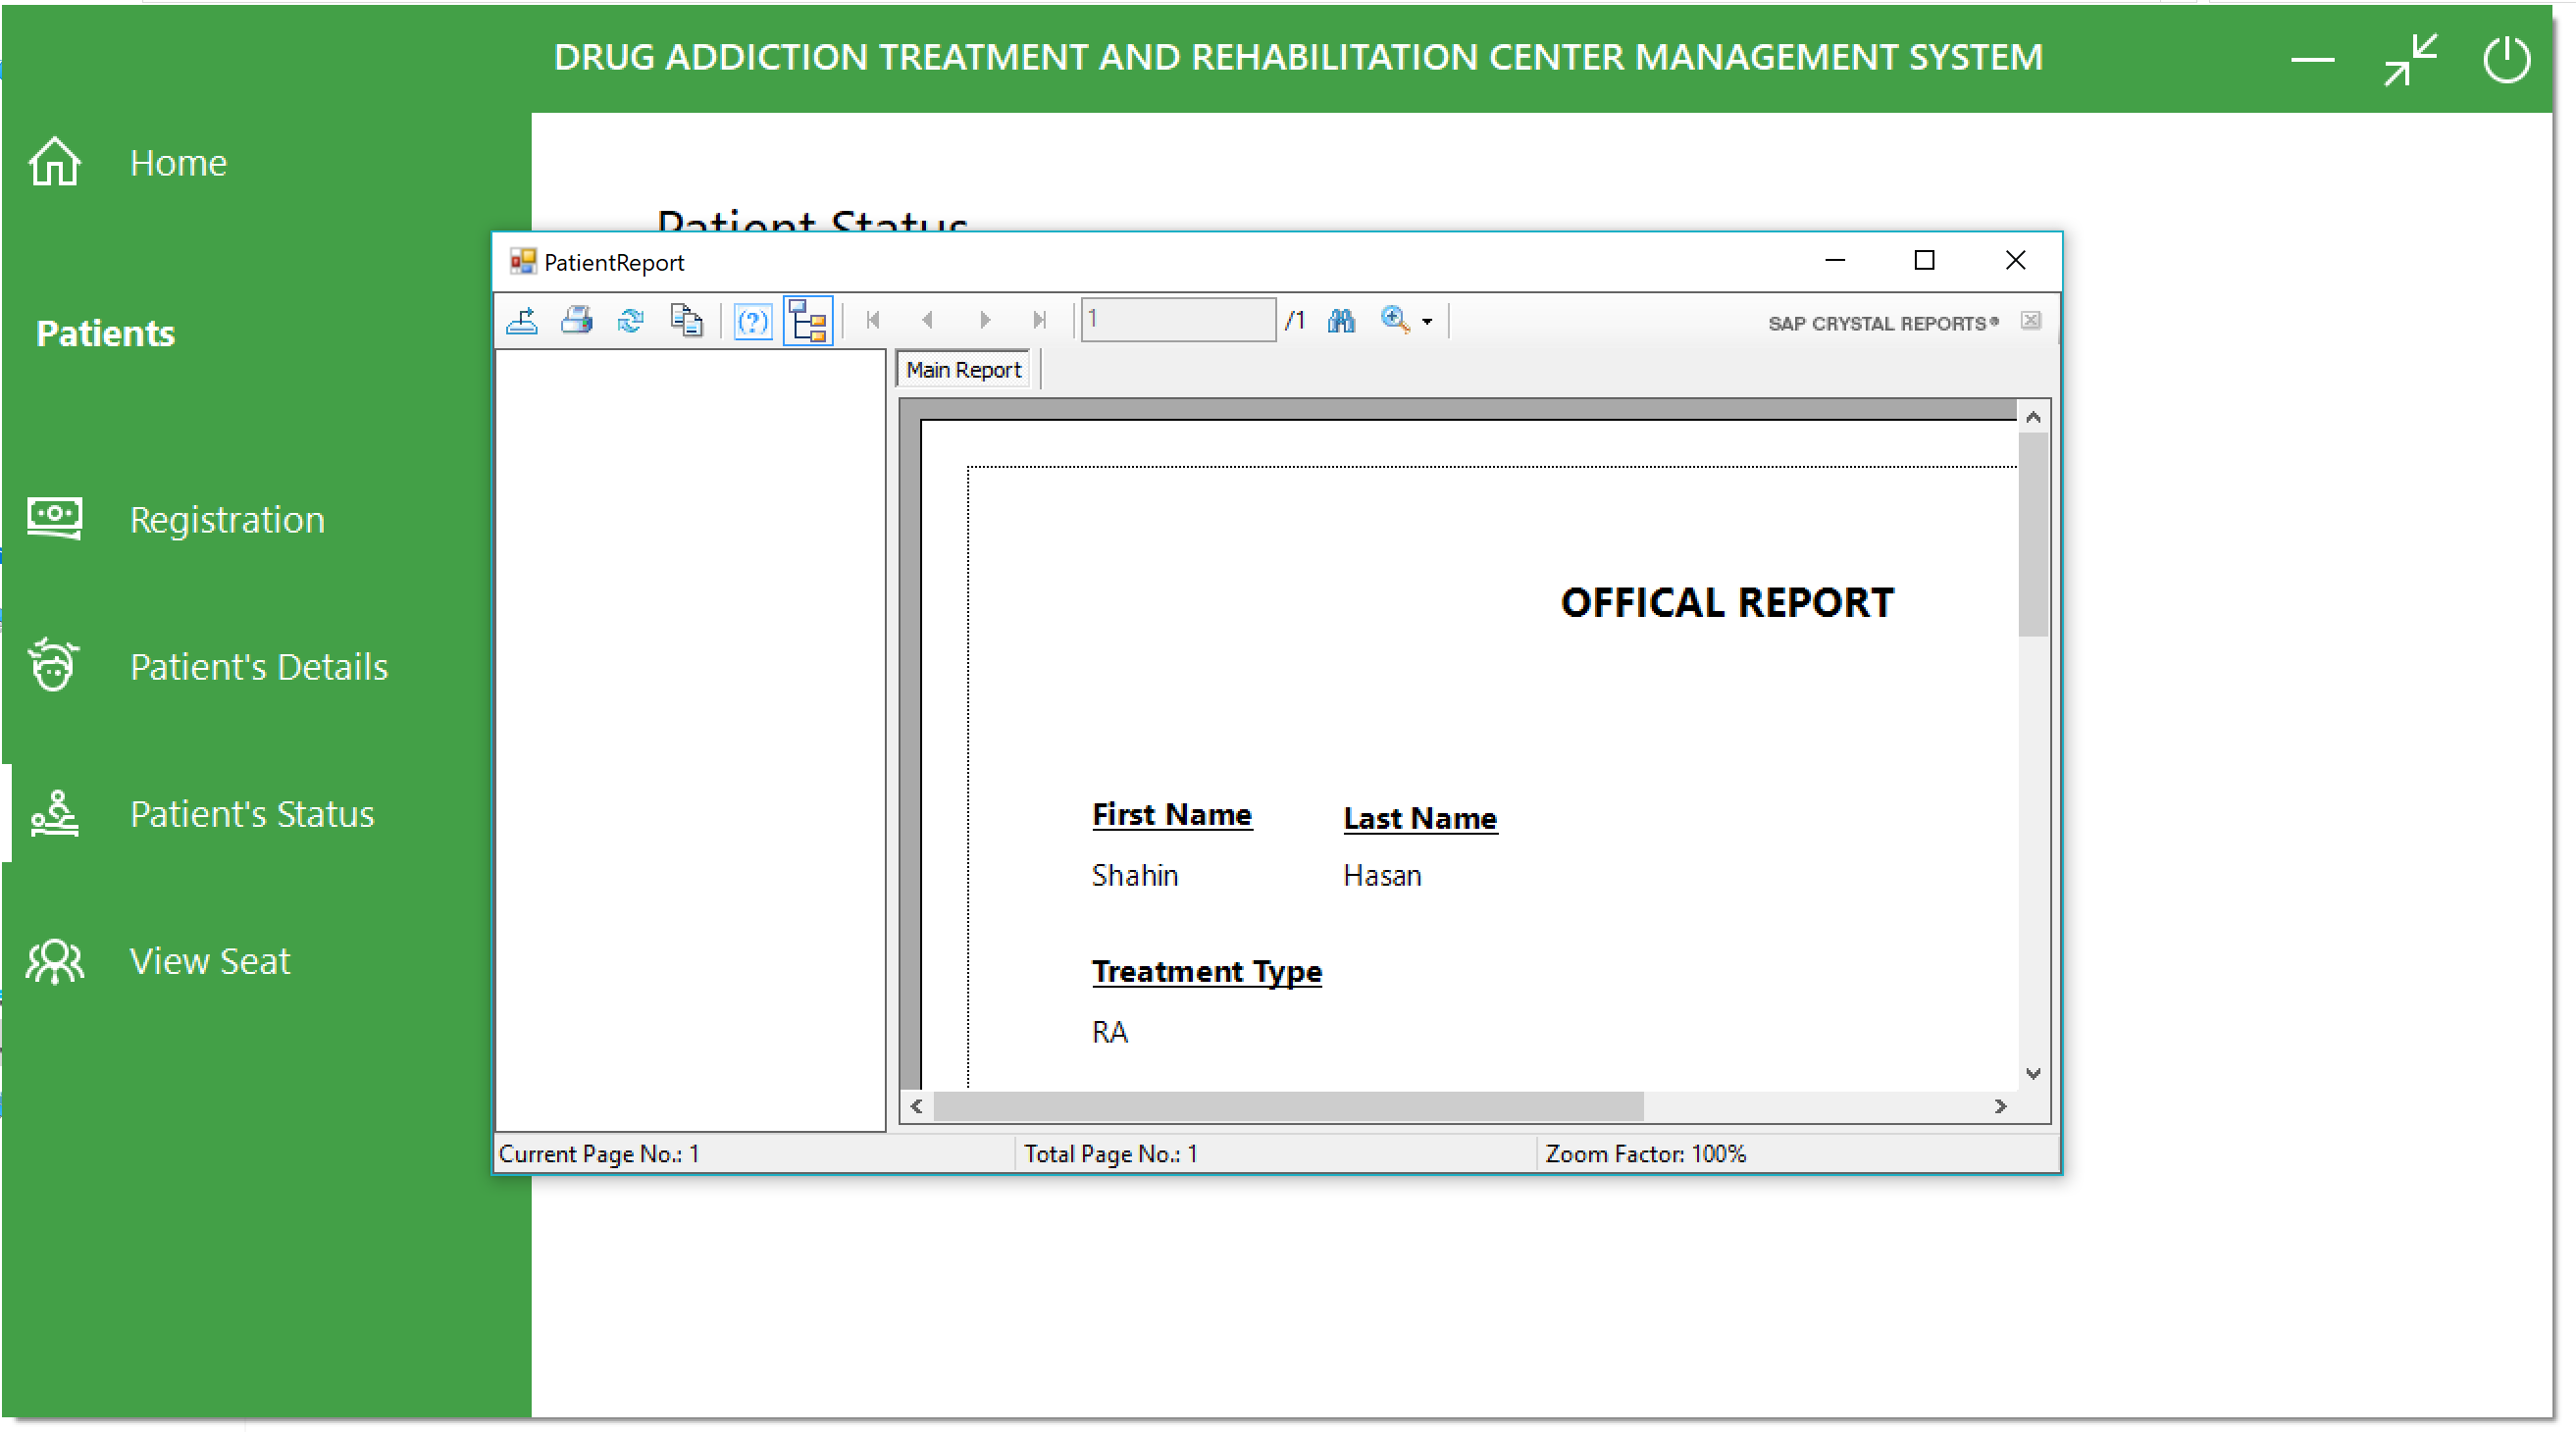 DRUG ADDICTION TREATMENT AND REHABILITATION CENTER MANAGEMENT SYSTEM
Home
Patients
Registration
Patient's Details
Patient's Status
View Seat
Patient Status
PatientReport
1 /1 SAP CRYSTAL REPORTS®
Main Report
OFFICAL REPORT
First Name Last Name
Shahin Hasan
Treatment Type
RA
Current Page No.: 1 Total Page No.: 1 Zoom Factor: 100%